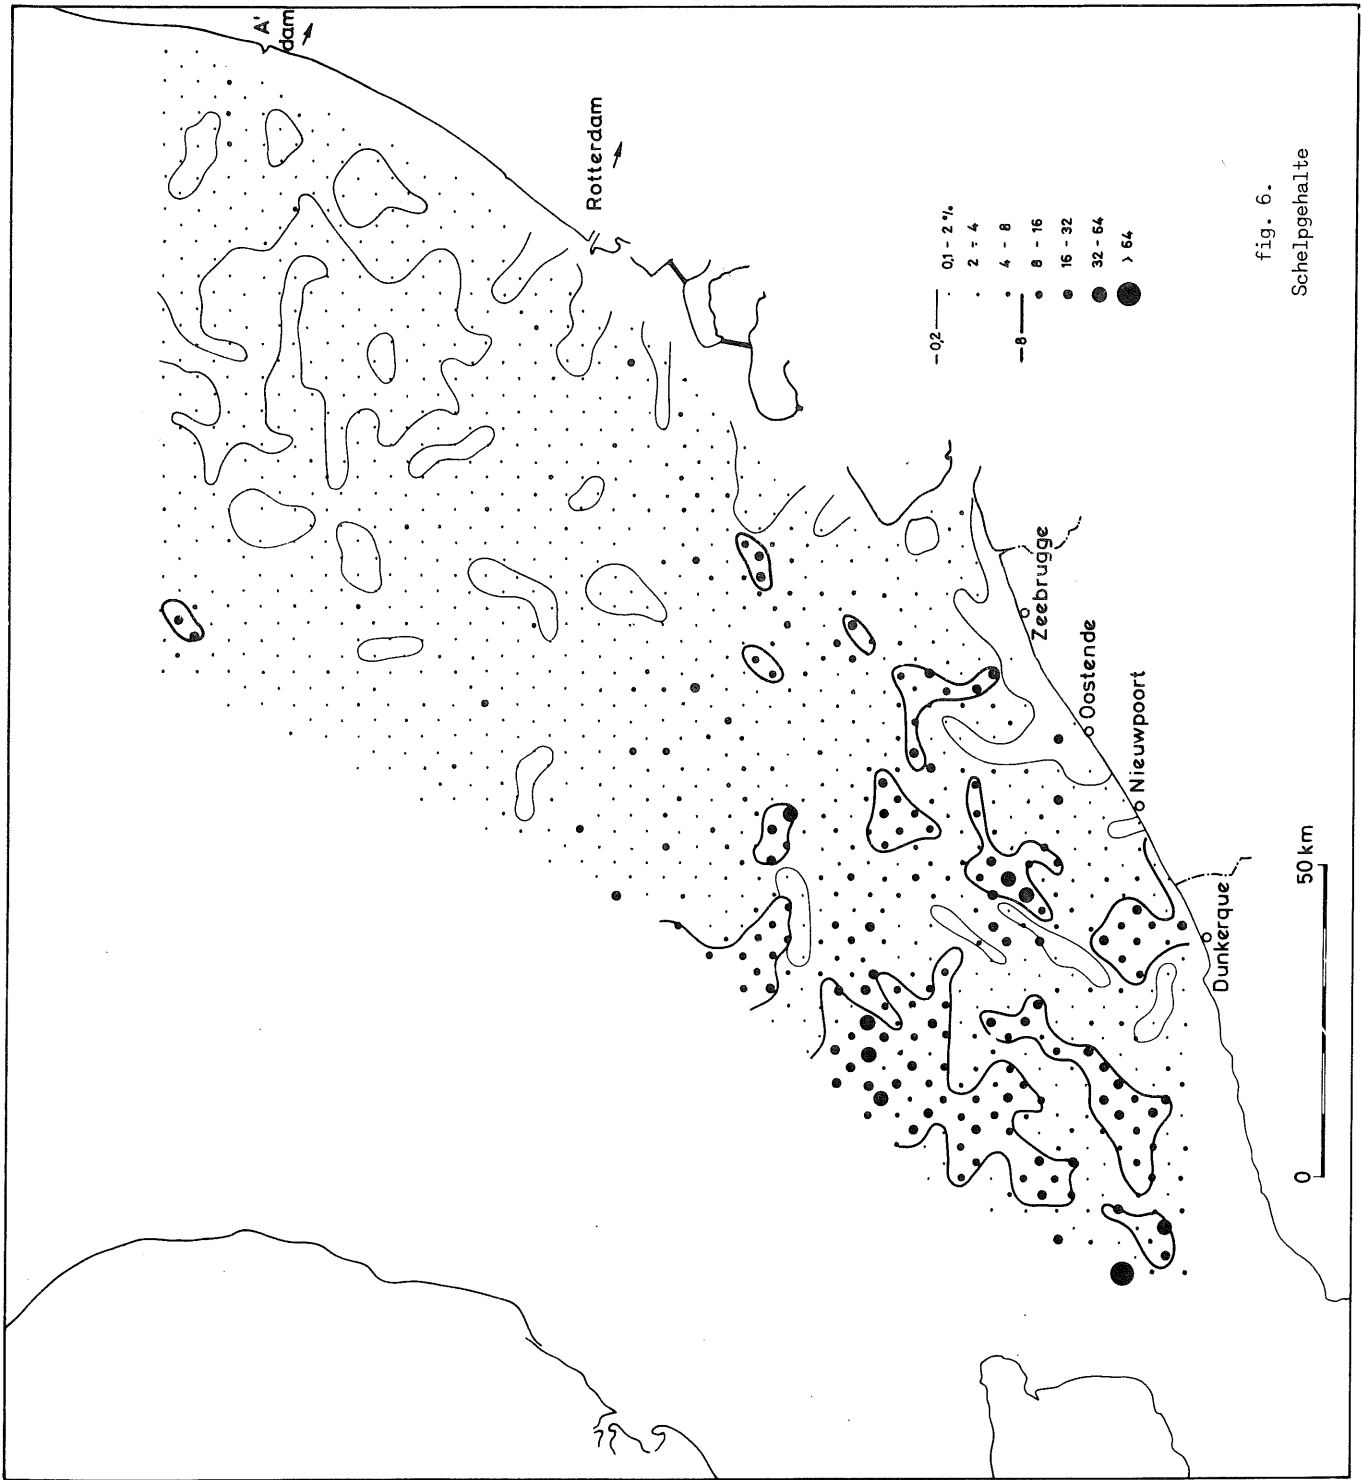 A'
dam
Rotterdam
Zeebrugge
Oostende
Nieuwpoort
Dunkerque
0 50 km
—0,2—
0,1 - 2 %
2 - 4
4 - 8
—8—
8 - 16
16 - 32
32 - 64
> 64
fig. 6.
Schelpgehalte